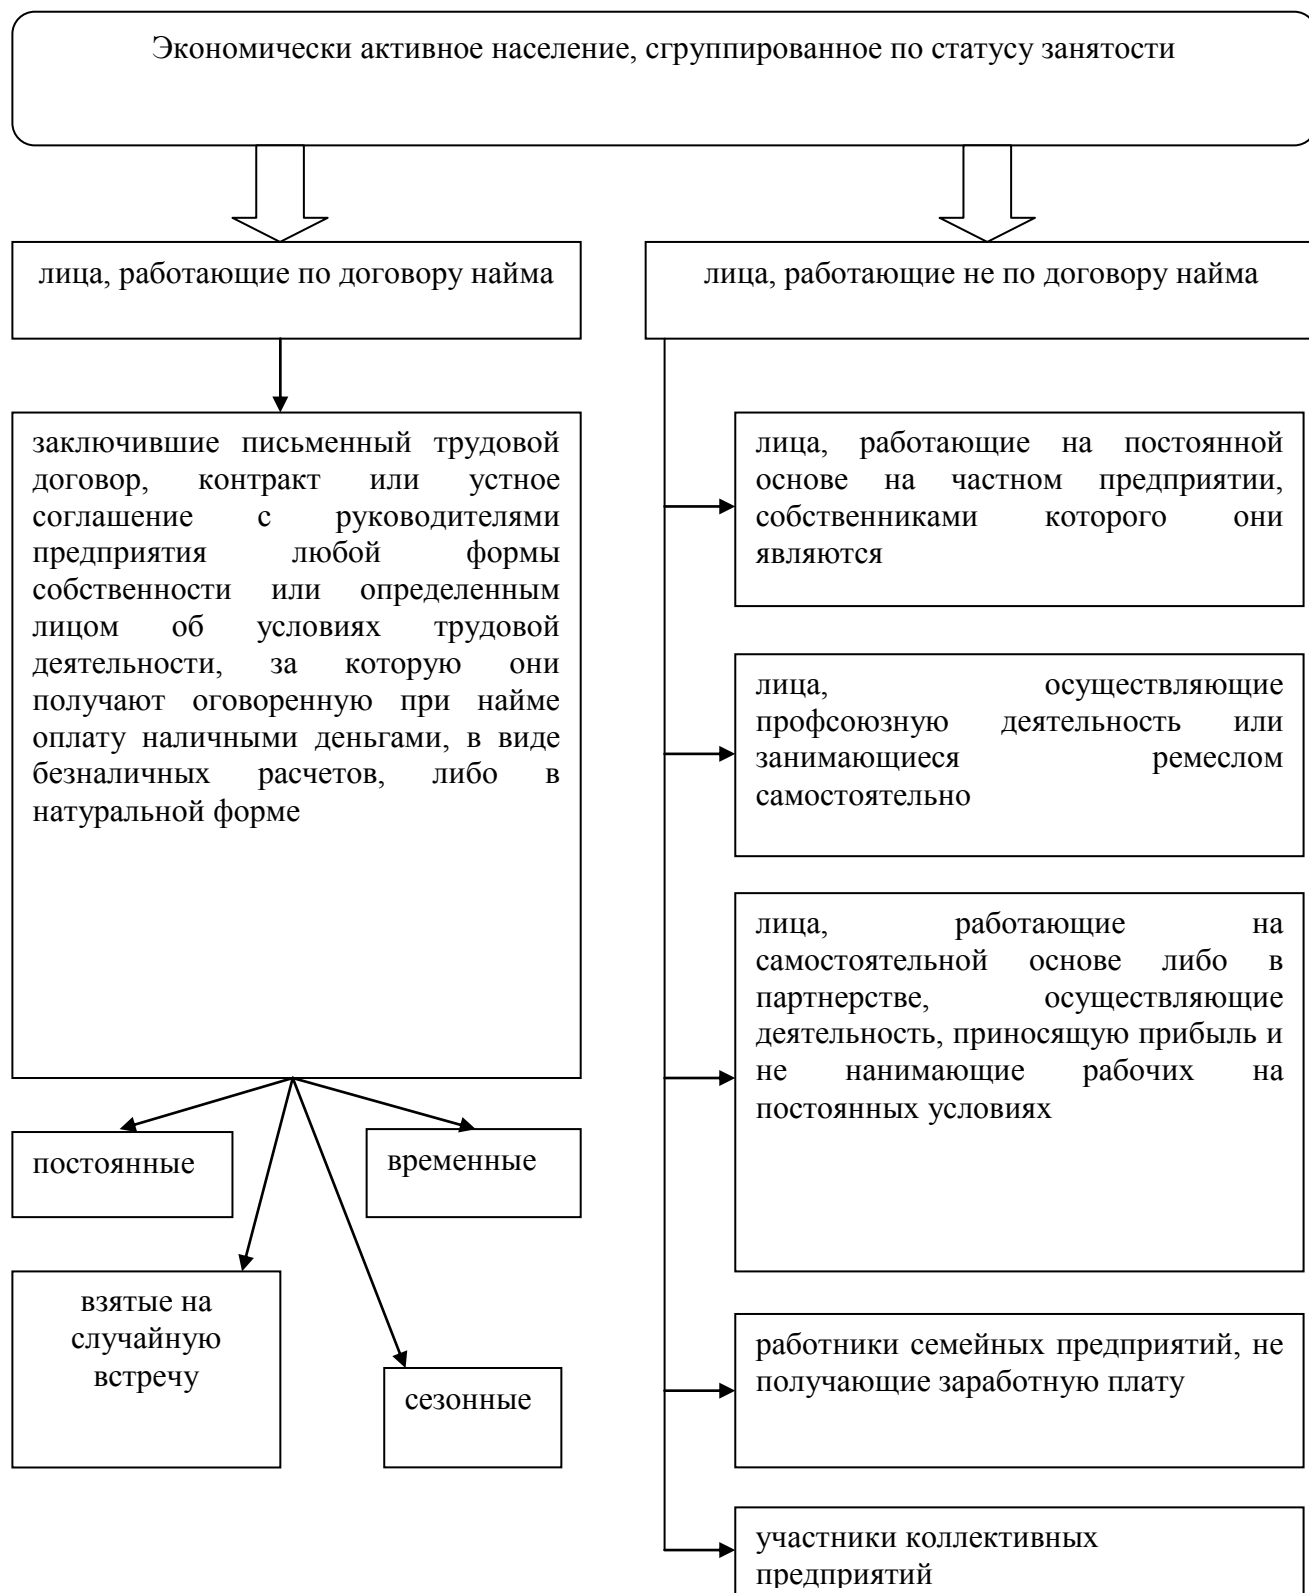 Экономически активное население, сгруппированное по статусу занятости
лица, работающие по договору найма
лица, работающие не по договору найма
заключившие письменный трудовой
договор, контракт или устное
соглашение с руководителями
предприятия любой формы
собственности или определенным
лицом об условиях трудовой
деятельности, за которую они
получают оговоренную при найме
оплату наличными деньгами, в виде
безналичных расчетов, либо в
натуральной форме
постоянные
временные
взятые на
случайную
встречу
сезонные
лица, работающие на постоянной
основе на частном предприятии,
собственниками которого они
являются
лица, осуществляющие
профсоюзную деятельность или
занимающиеся ремеслом
самостоятельно
лица, работающие на
самостоятельной основе либо в
партнерстве, осуществляющие
деятельность, приносящую прибыль и
не нанимающие рабочих на
постоянных условиях
работники семейных предприятий, не
получающие заработную плату
участники коллективных
предприятий